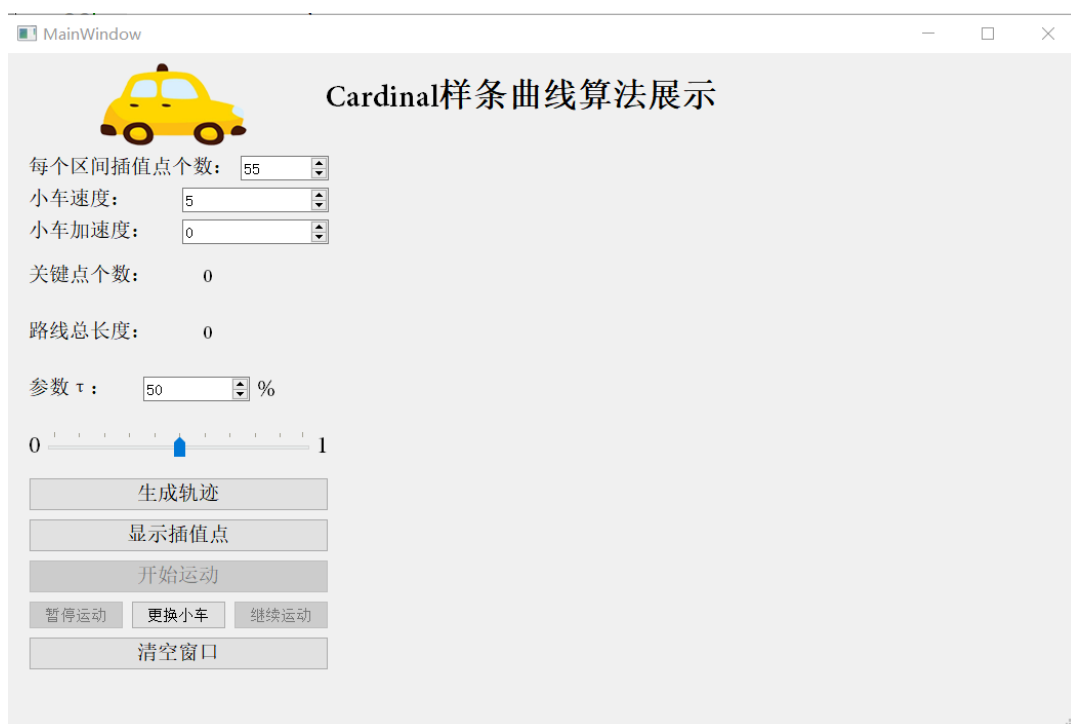 MainWindow
Cardinal样条曲线算法展示
每个区间插值点个数： 55
小车速度： 5
小车加速度： 0
关键点个数： 0
路线总长度： 0
参数τ： 50 %
0 1
生成轨迹
显示插值点
开始运动
暂停运动 更换小车 继续运动
清空窗口